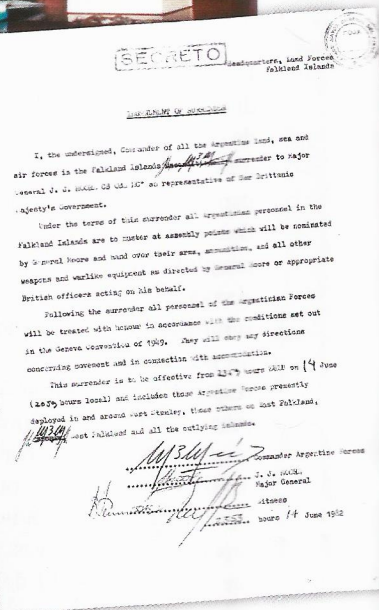 SECRETO
Headquarters, Land Forces
Falkland Islands
INSTRUMENT OF SURRENDER
I, the undersigned, Commander of all the Argentine land, sea and
air forces in the Falkland Islands surrender to Major
General J. J. MOORE CB OBE MC* as representative of Her Brittanic
Majesty's Government.
Under the terms of this surrender all Argentinian personnel in the
Falkland Islands are to muster at assembly points which will be nominated
by General Moore and hand over their arms, ammunition, and all other
weapons and warlike equipment as directed by General Moore or appropriate
British officers acting on his behalf.
Following the surrender all personnel of the Argentinian Forces
will be treated with honour in accordance with the conditions set out
in the Geneva Convention of 1949. They will obey any directions
concerning movement and in connection with accommodation.
This surrender is to be effective from 2359 hours ZULU on 14 June
(2059 hours local) and includes those Argentine Forces presently
deployed in and around Port Stanley, those others on East Falkland,
West Falkland and all the outlying islands.
Commander Argentine Forces
J. J. MOORE
Major General
Witness
2359 hours 14 June 1982